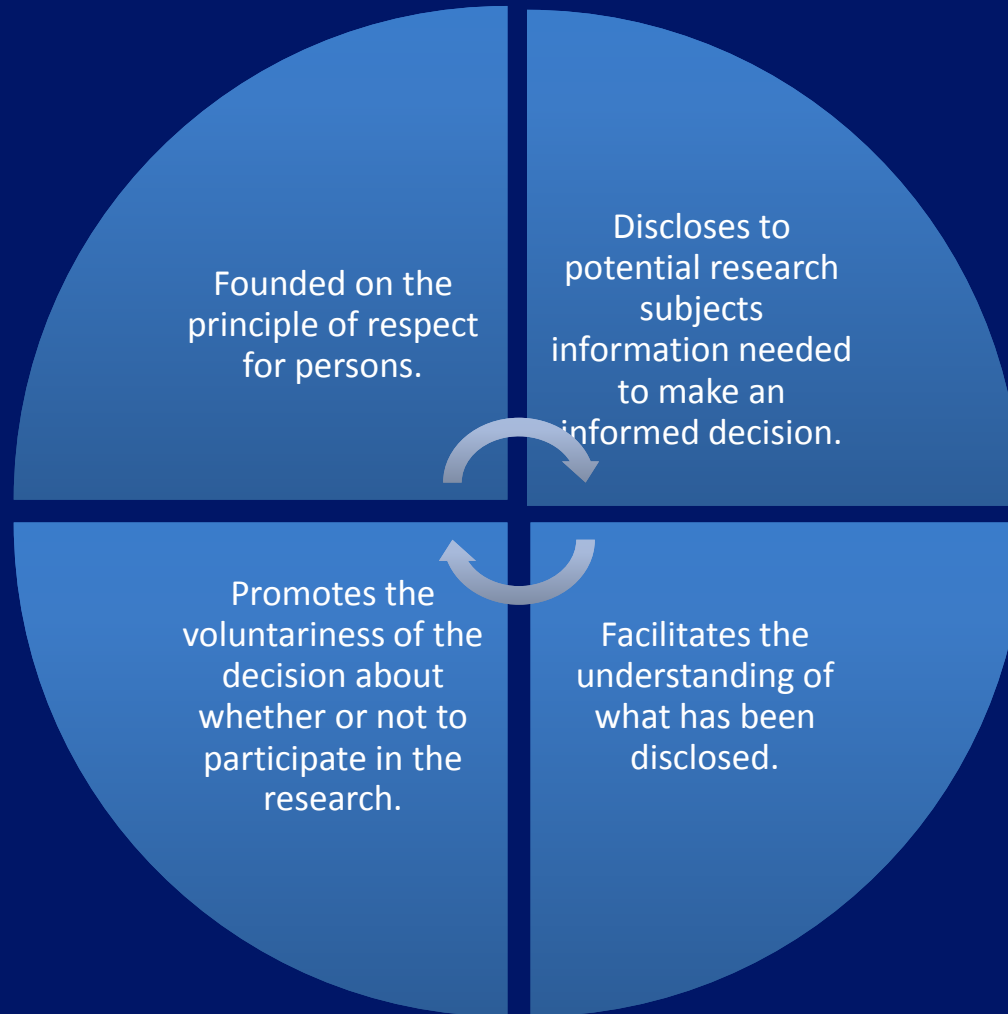 Founded on the
principle of respect
for persons.
Discloses to
potential research
subjects
information needed
to make an
informed decision.
Promotes the
voluntariness of the
decision about
whether or not to
participate in the
research.
Facilitates the
understanding of
what has been
disclosed.